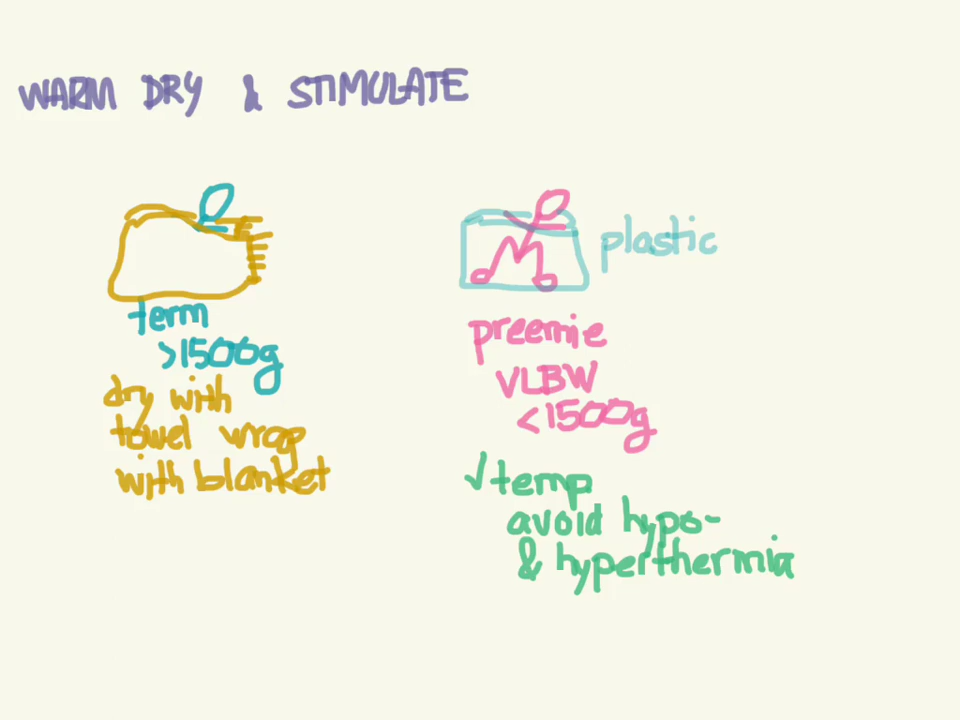 WARM DRY & STIMULATE
plastic
term
>1500g
dry with
towel wrap
with blanket
preemie
VLBW
<1500g
√temp
avoid hypo-
& hyperthermia